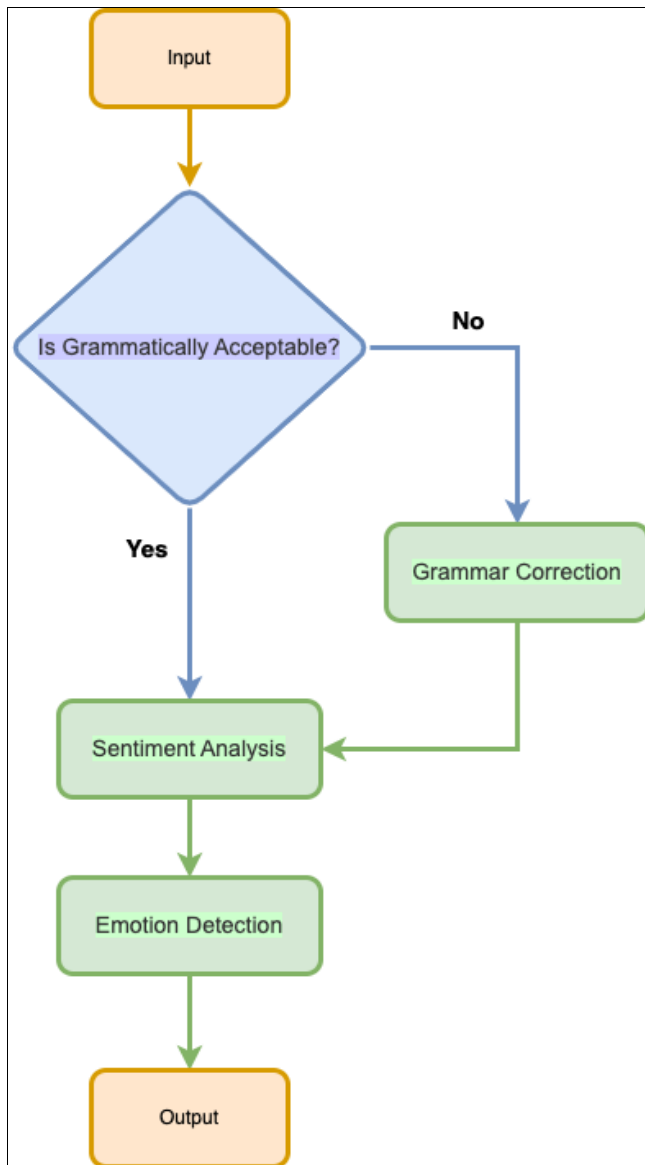 Input
Is Grammatically Acceptable?
No
Yes
Grammar Correction
Sentiment Analysis
Emotion Detection
Output